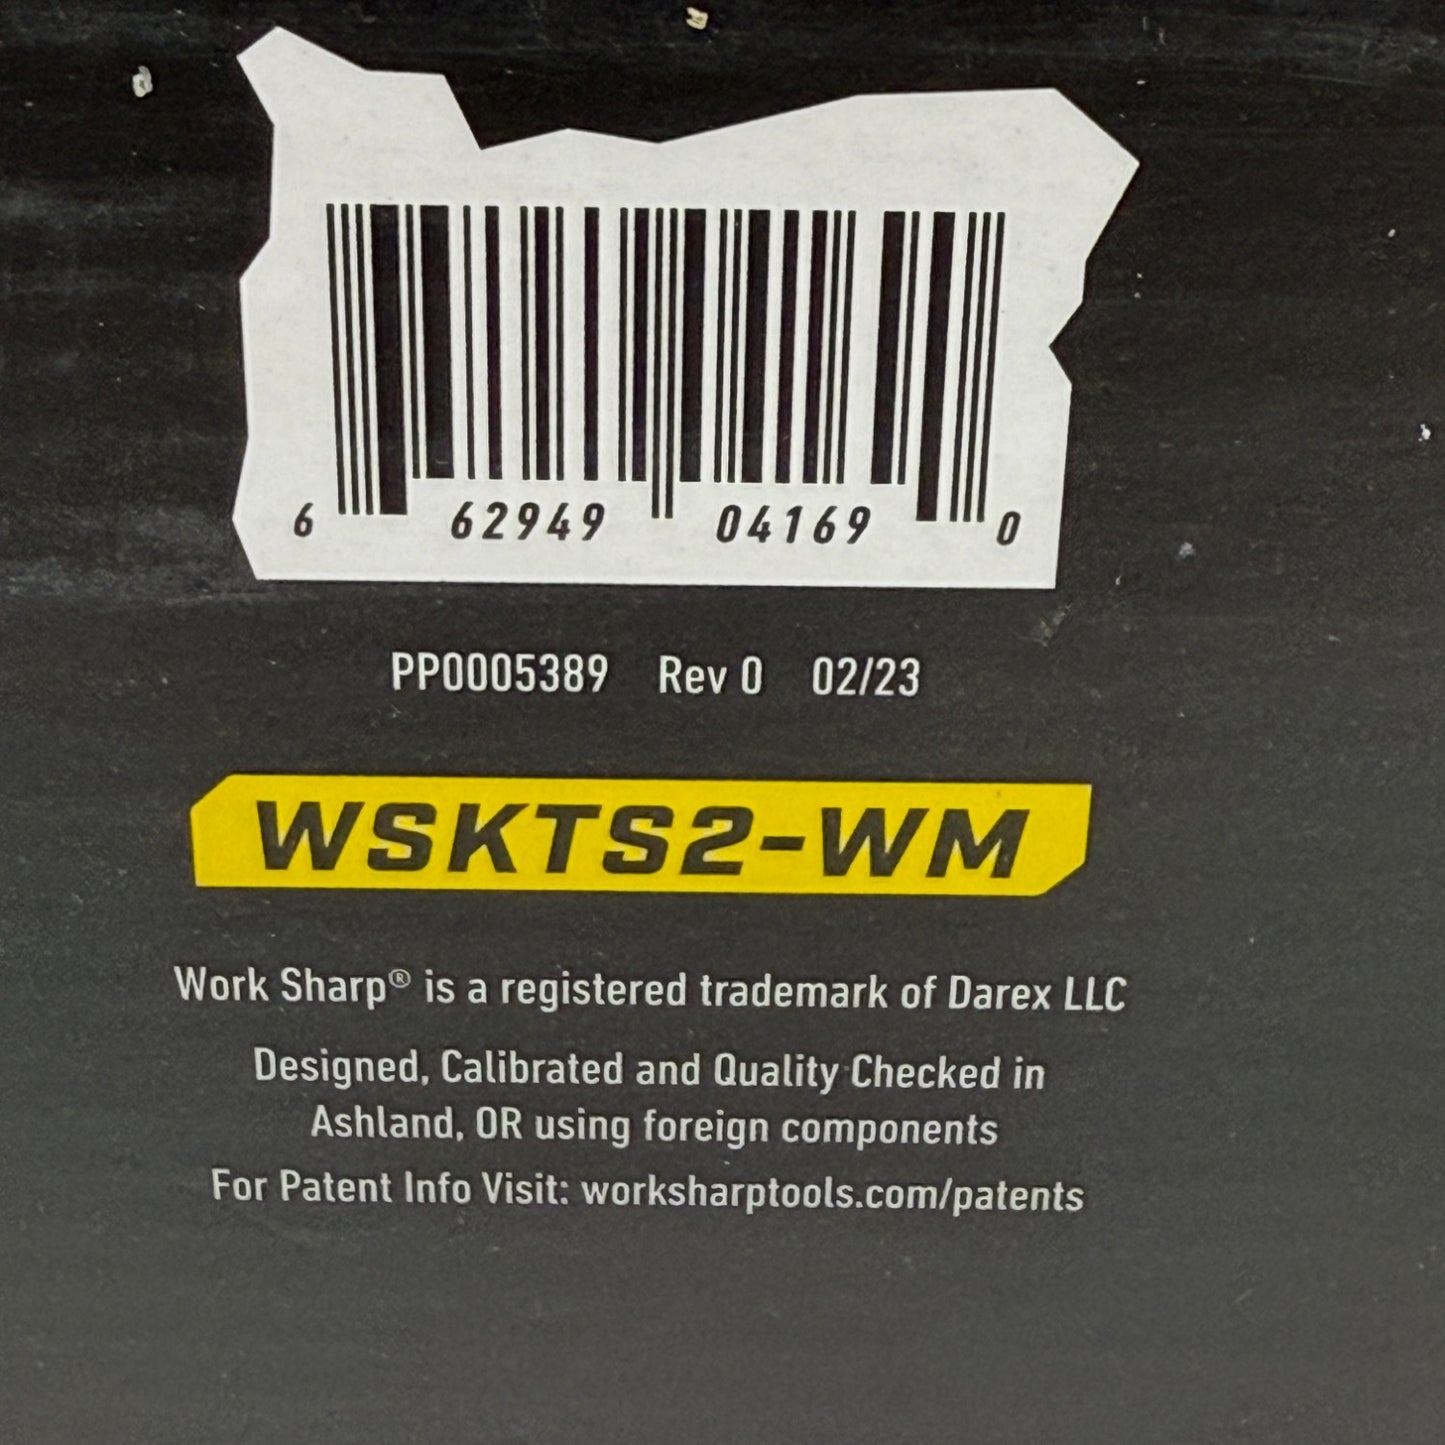 6 62949 04169 0
PP0005389 Rev 0 02/23
WSKTS2-WM
Work Sharp® is a registered trademark of Darex LLC
Designed, Calibrated and Quality Checked in
Ashland, OR using foreign components
For Patent Info Visit: worksharptools.com/patents